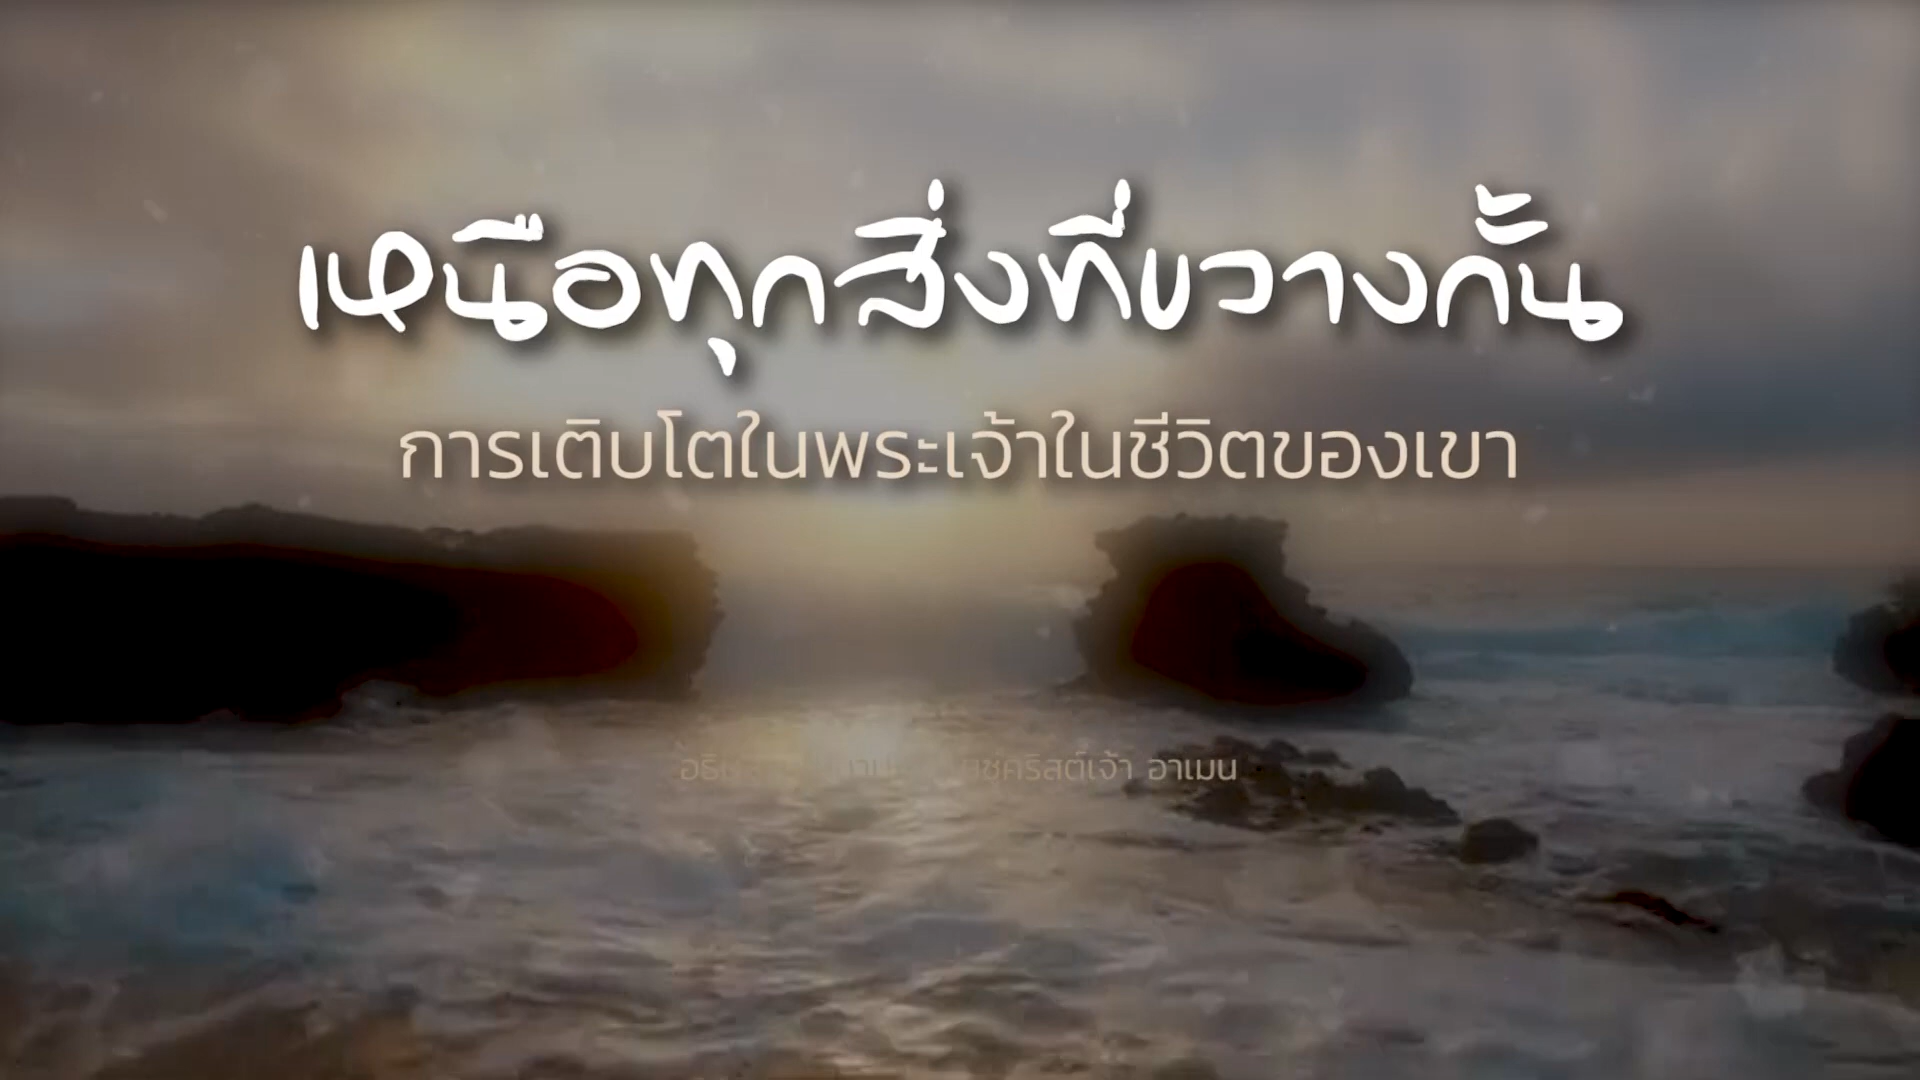 เหนือทุกสิ่งที่ขวางกั้น
การเติบโตในพระเจ้าในชีวิตของเขา
อาเมน